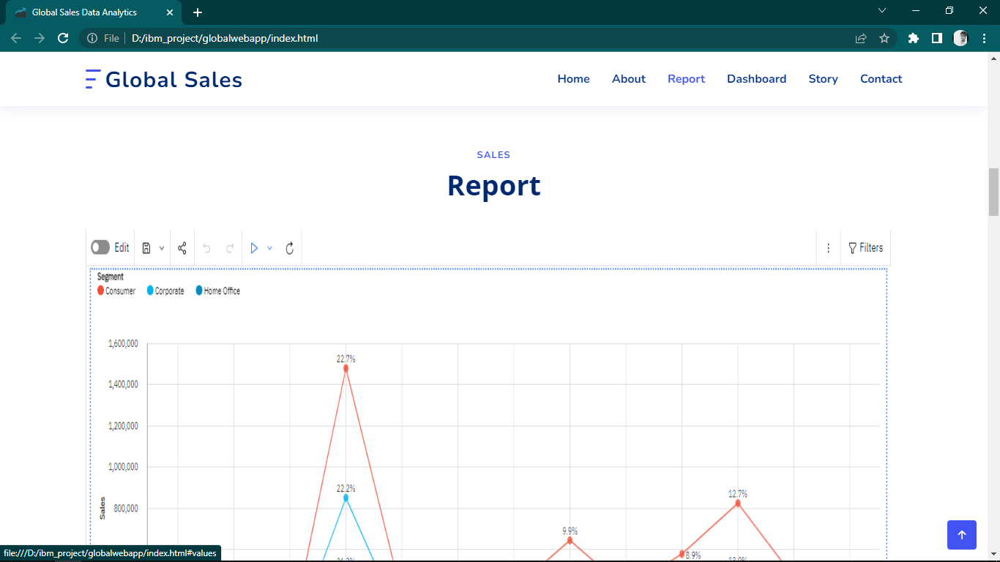 Global Sales Data Analytics
File D:/ibm_project/globalwebapp/index.html
Global Sales
Home About Report Dashboard Story Contact
SALES
Report
Edit
Filters
Segment
Consumer Corporate Home Office
1,600,000
22.7%
1,400,000
1,200,000
1,000,000
22.2%
12.7%
Sales
800,000
9.9%
8.9%
file:///D:/ibm_project/globalwebapp/index.html#values